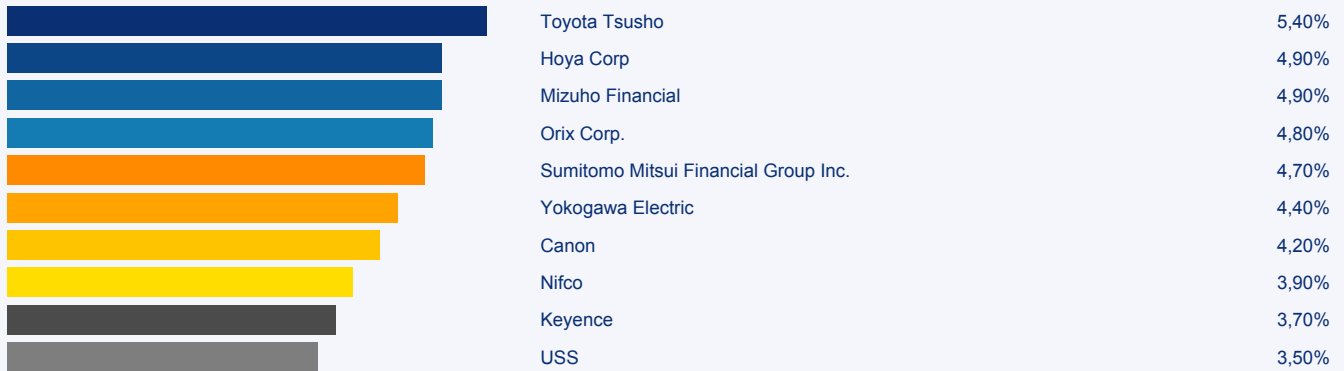 Toyota Tsusho 5,40%
Hoya Corp 4,90%
Mizuho Financial 4,90%
Orix Corp. 4,80%
Sumitomo Mitsui Financial Group Inc. 4,70%
Yokogawa Electric 4,40%
Canon 4,20%
Nifco 3,90%
Keyence 3,70%
USS 3,50%